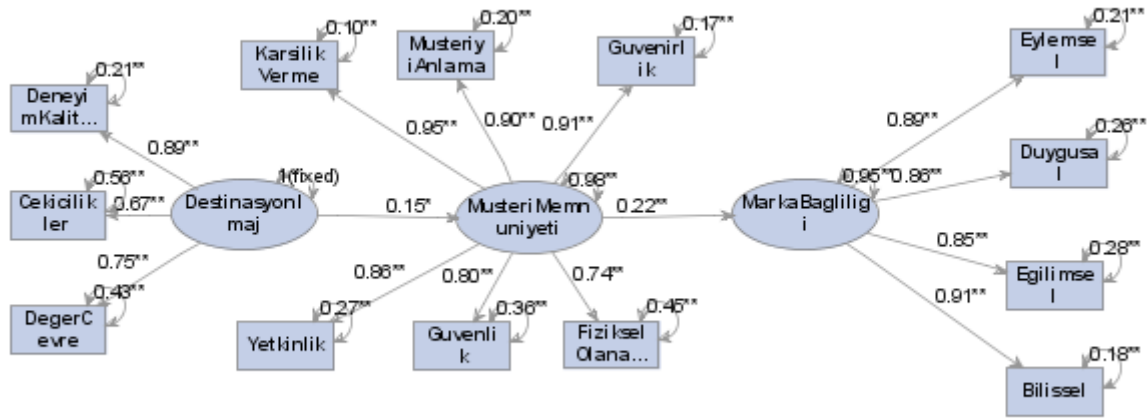 0.21**
Deneyi
mKalit...
0.89**
0.56**
Cekicilik
ler
0.67**
0.75**
0.43**
DegerC
evre
1(fixed)
DestinasyonI
maj
0.15*
0.10**
Karsilik
Verme
0.95**
0.20**
Musteriy
iAnlama
0.90**
0.17**
Guvenirl
ik
0.91**
0.98**
MusteriMemn
uniyeti
0.22**
0.86**
0.27**
Yetkinlik
0.80**
0.36**
Guvenli
k
0.74**
0.45**
Fiziksel
Olana...
0.95**
MarkaBagliligi
gi
0.89**
0.21**
Eylemse
l
0.86**
0.26**
Duygusa
l
0.85**
0.28**
Egilimse
l
0.91**
0.18**
Bilissel